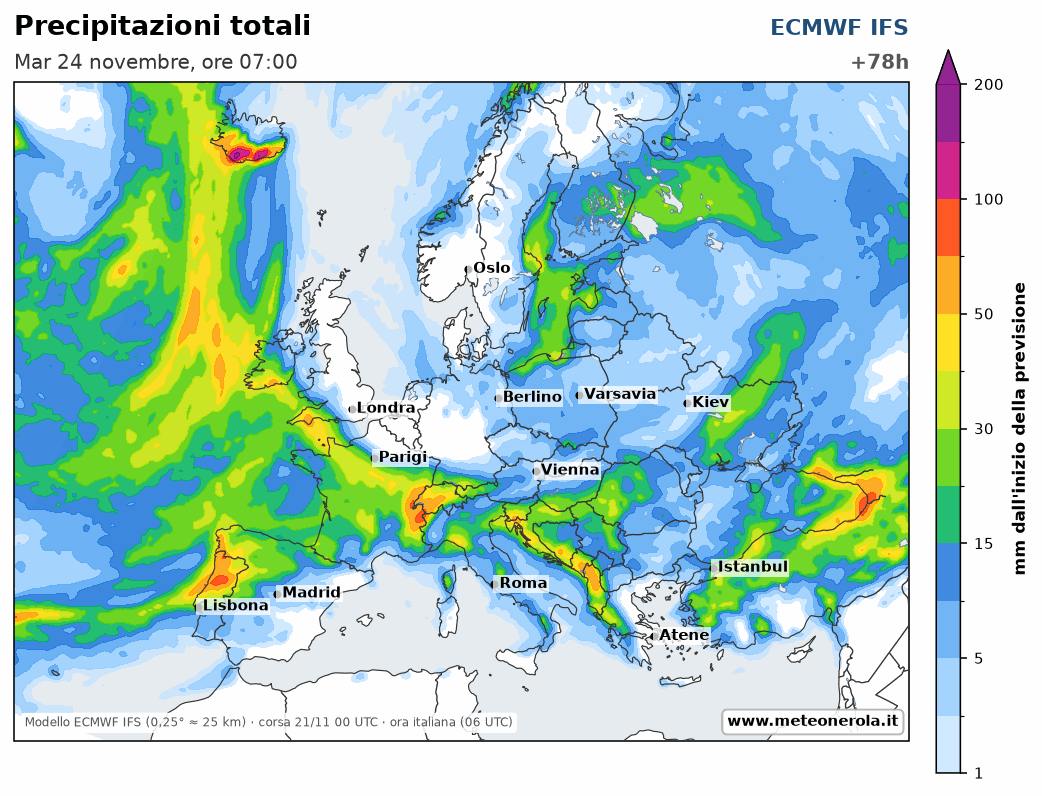 Precipitazioni totali
ECMWF IFS
Mar 24 novembre, ore 07:00
+78h
200
100
50
30
15
5
1
mm dall'inizio della previsione
Oslo
Londra
Berlino
Varsavia
Kiev
Parigi
Vienna
Roma
Istanbul
Madrid
Lisbona
Atene
Modello ECMWF IFS (0,25° ≈ 25 km) · corsa 21/11 00 UTC · ora italiana (06 UTC)
www.meteonerola.it